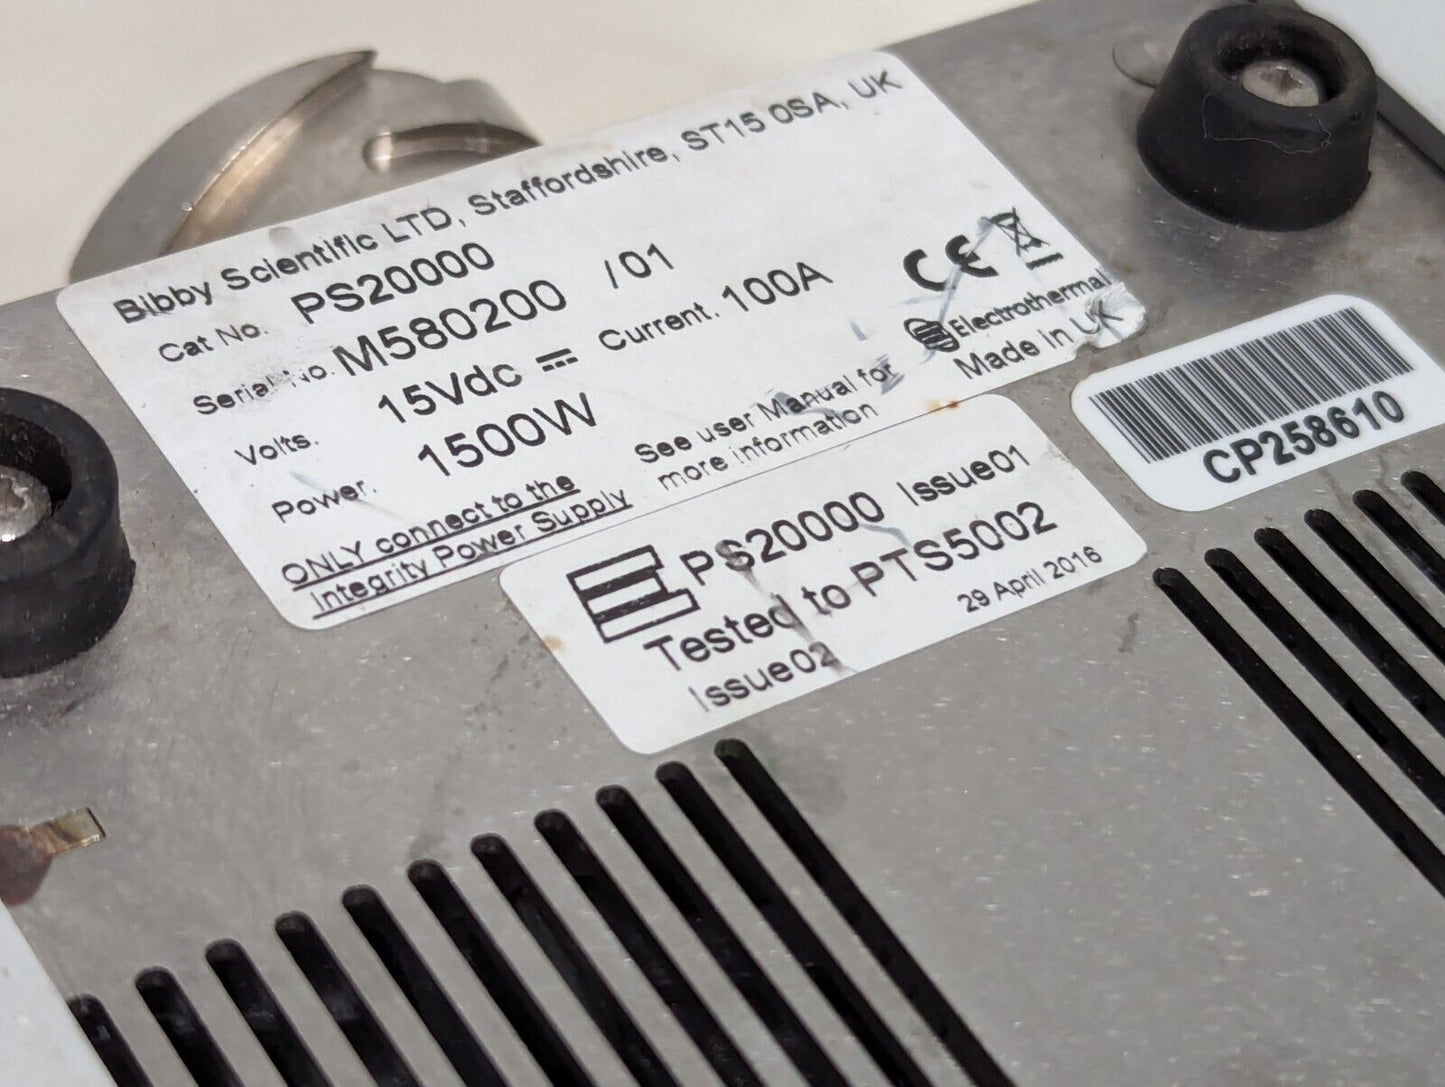 Bibby Scientific LTD, Staffordshire, ST15 0SA, UK
Cat No. PS20000
Serial No. M580200 /01
Volts. 15Vdc Current. 100A
Power. 1500W
ONLY connect to the
Integrity Power Supply
See user Manual for
more information
CE
Electrothermal
Made in UK
PS20000 Issue01
Tested to PTS5002
Issue02
29 April 2016
CP258610